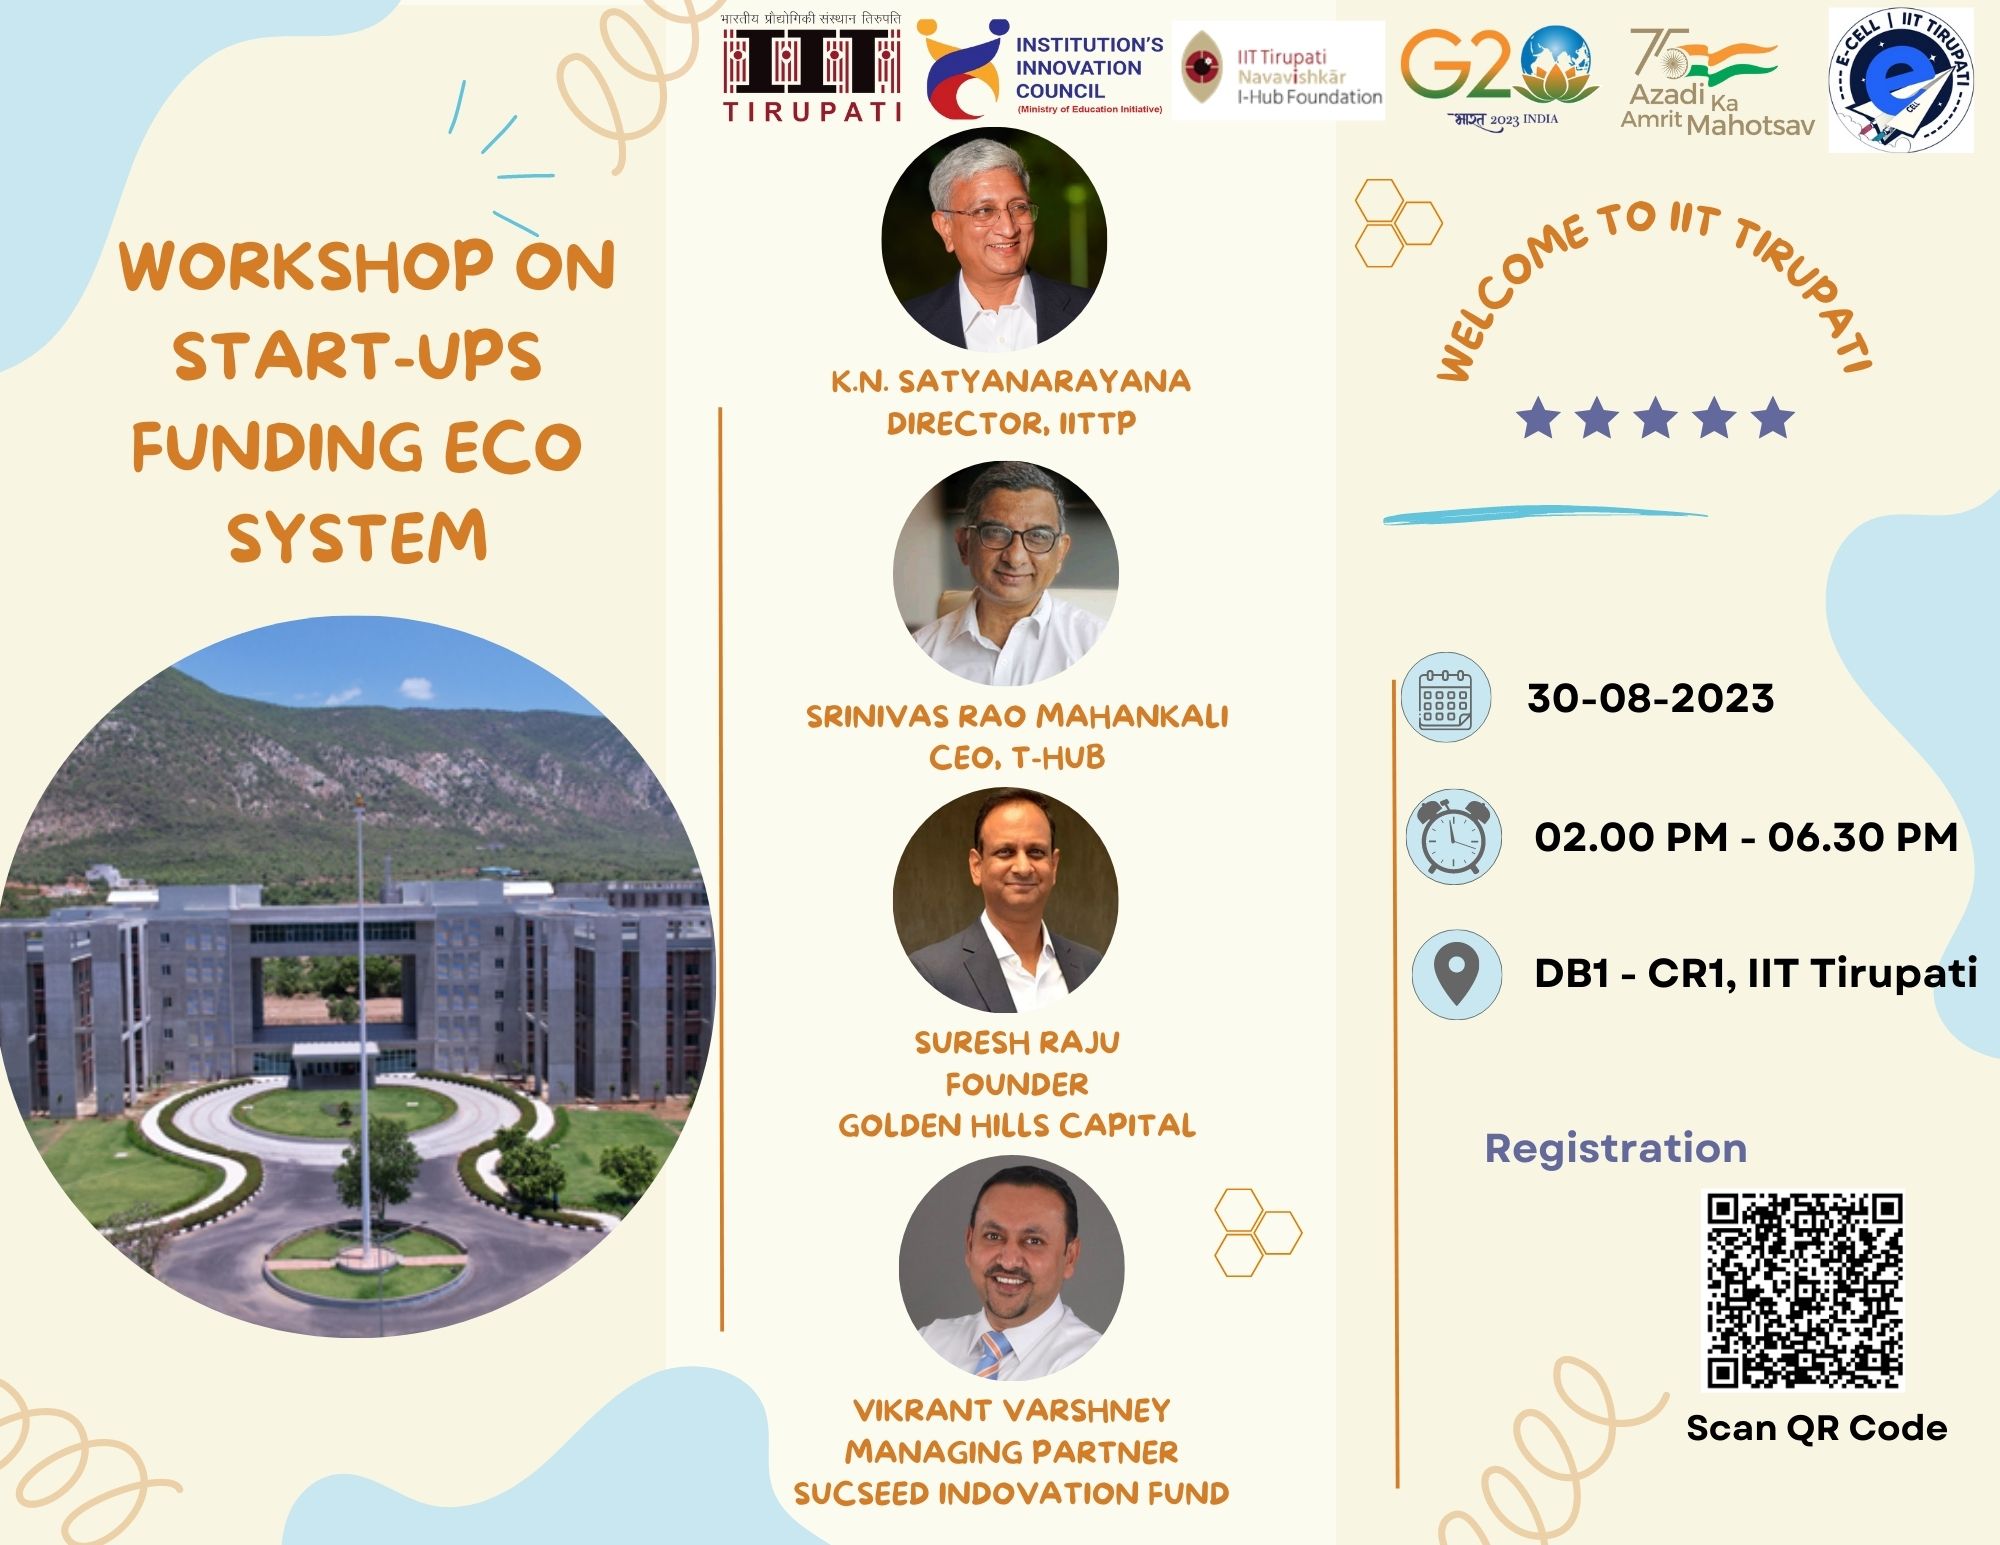 भारतीय प्रौद्योगिकी संस्थान तिरुपति
IIT
TIRUPATI
INSTITUTION'S
INNOVATION
COUNCIL
(Ministry of Education Initiative)
IIT Tirupati
Navavishkār
I-Hub Foundation
G20
भारत 2023 INDIA
75
Azadi Ka
Amrit Mahotsav
E-CELL | IIT TIRUPATI
e
CELL
WORKSHOP ON
START-UPS
FUNDING ECO
SYSTEM
K.N. SATYANARAYANA
DIRECTOR, IITTP
SRINIVAS RAO MAHANKALI
CEO, T-HUB
SURESH RAJU
FOUNDER
GOLDEN HILLS CAPITAL
VIKRANT VARSHNEY
MANAGING PARTNER
SUCSEED INDOVATION FUND
WELCOME TO IIT TIRUPATI
30-08-2023
02.00 PM - 06.30 PM
DB1 - CR1, IIT Tirupati
Registration
Scan QR Code